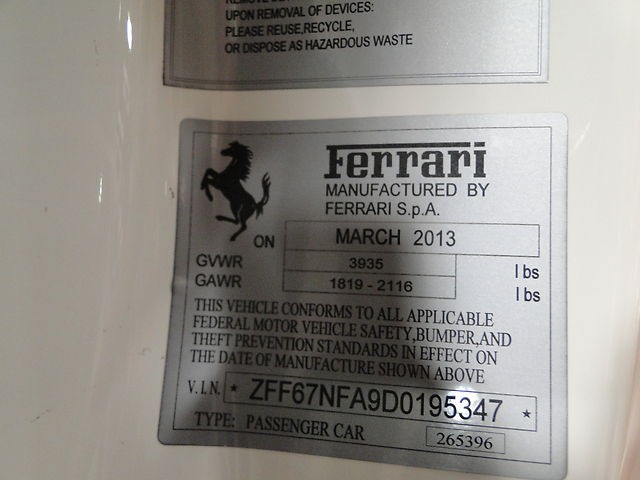 UPON REMOVAL OF DEVICES:
PLEASE REUSE,RECYCLE,
OR DISPOSE AS HAZARDOUS WASTE
Ferrari
MANUFACTURED BY
FERRARI S.p.A.
ON MARCH 2013
GVWR 3935 lbs
GAWR 1819 - 2116 lbs
THIS VEHICLE CONFORMS TO ALL APPLICABLE
FEDERAL MOTOR VEHICLE SAFETY,BUMPER,AND
THEFT PREVENTION STANDARDS IN EFFECT ON
THE DATE OF MANUFACTURE SHOWN ABOVE
V.I.N. * ZFF67NFA9D0195347 *
TYPE: PASSENGER CAR 265396